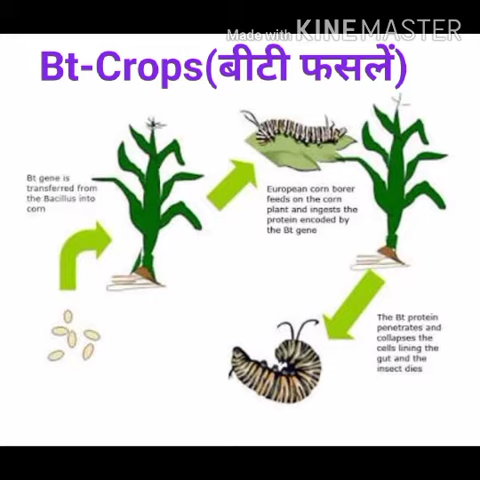 Made with KINEMASTER
Bt-Crops(बीटी फसलें)
Bt gene is
transferred from
the Bacillus into
corn
European corn borer
feeds on the corn
plant and ingests the
protein encoded by
the Bt gene
The Bt protein
penetrates and
collapses the
cells lining the
gut and the
insect dies